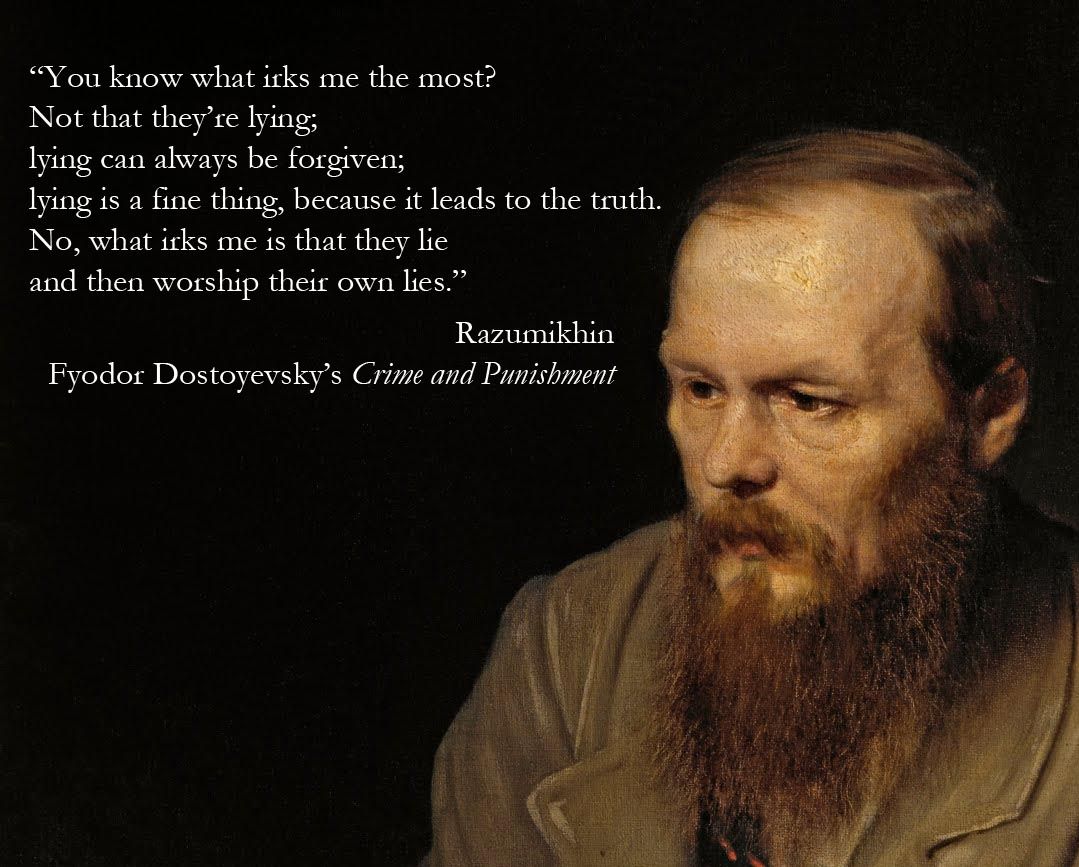 “You know what irks me the most?
Not that they’re lying;
lying can always be forgiven;
lying is a fine thing, because it leads to the truth.
No, what irks me is that they lie
and then worship their own lies.”
Razumikhin
Fyodor Dostoyevsky’s Crime and Punishment